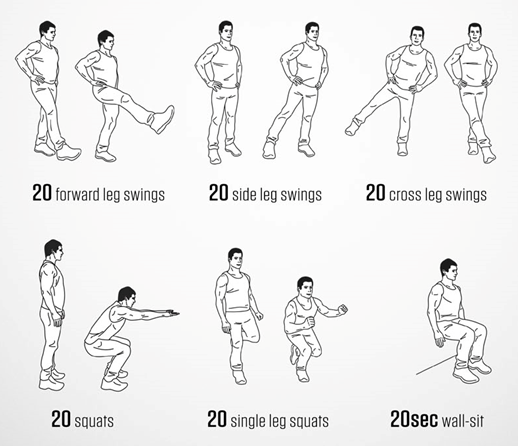 20 forward leg swings
20 side leg swings
20 cross leg swings
20 squats
20 single leg squats
20sec wall-sit